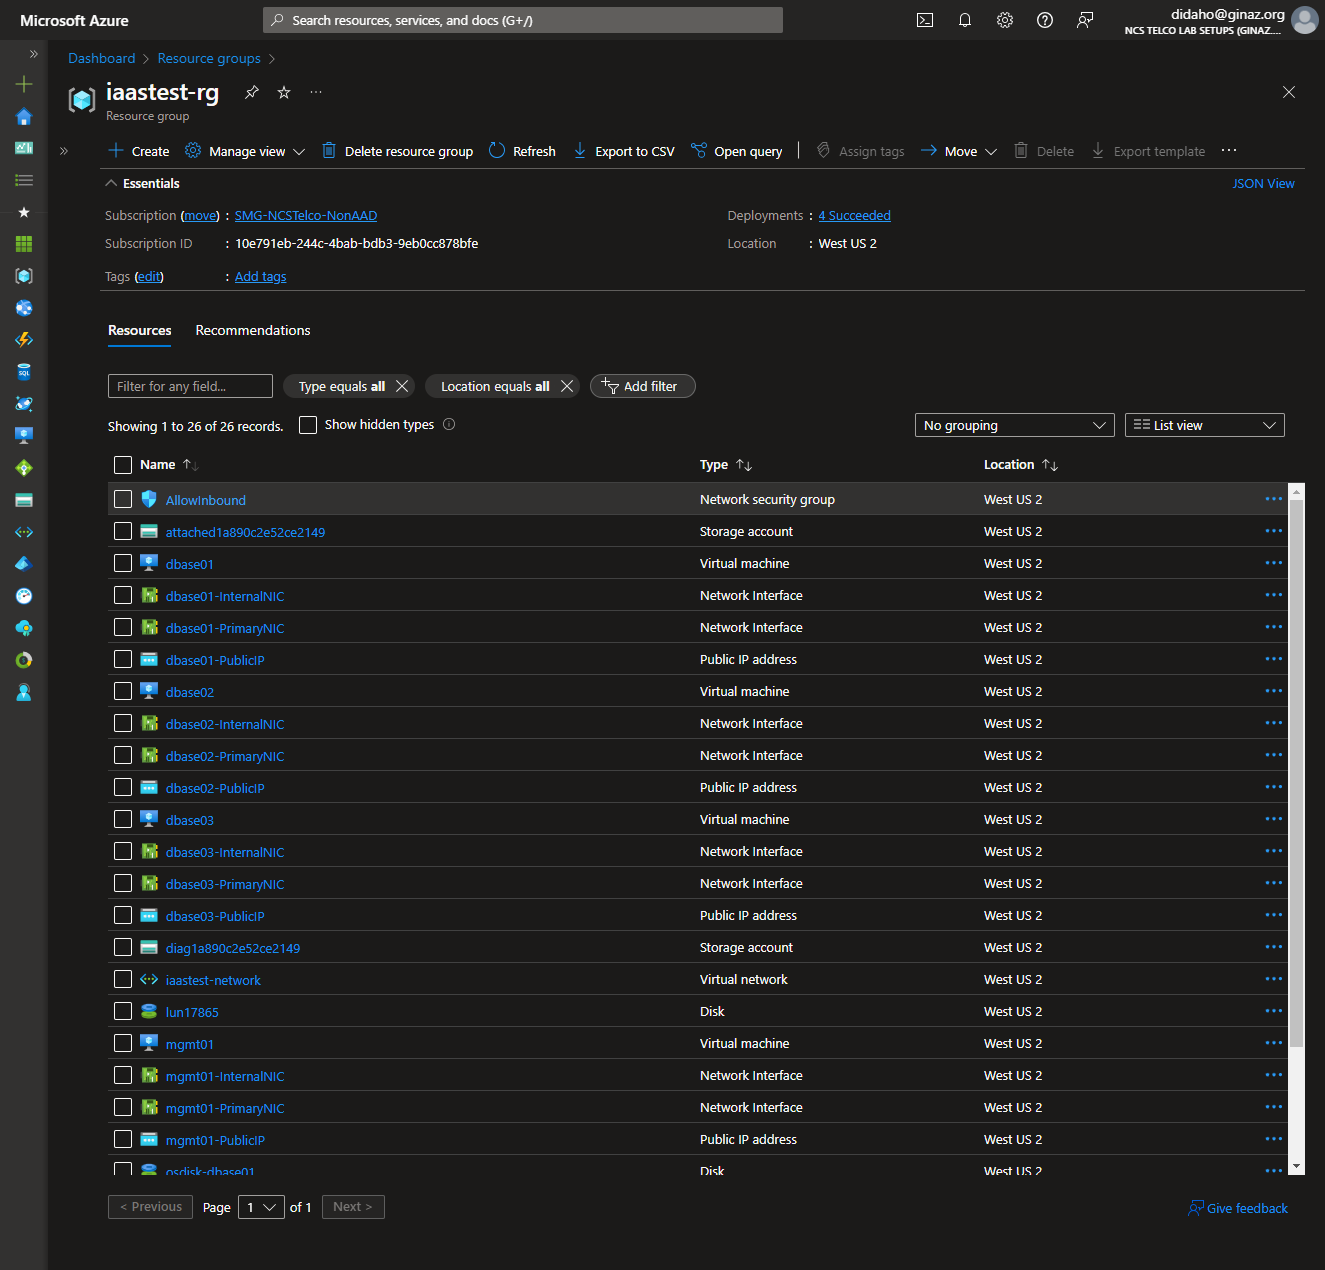 Microsoft Azure
Search resources, services, and docs (G+/)
didaho@ginaz.org
NCS TELCO LAB SETUPS (GINAZ....
Dashboard > Resource groups >
iaastest-rg
Resource group
Create Manage view Delete resource group Refresh Export to CSV Open query Assign tags Move Delete Export template
Essentials
JSON View
Subscription (move) : SMG-NCSTelco-NonAAD
Deployments : 4 Succeeded
Subscription ID : 10e791eb-244c-4bab-bdb3-9eb0cc878bfe
Location : West US 2
Tags (edit) : Add tags
Resources Recommendations
Filter for any field... Type equals all Location equals all Add filter
Showing 1 to 26 of 26 records. Show hidden types
No grouping List view
Name Type Location
AllowInbound Network security group West US 2
attached1a890c2e52ce2149 Storage account West US 2
dbase01 Virtual machine West US 2
dbase01-InternalNIC Network Interface West US 2
dbase01-PrimaryNIC Network Interface West US 2
dbase01-PublicIP Public IP address West US 2
dbase02 Virtual machine West US 2
dbase02-InternalNIC Network Interface West US 2
dbase02-PrimaryNIC Network Interface West US 2
dbase02-PublicIP Public IP address West US 2
dbase03 Virtual machine West US 2
dbase03-InternalNIC Network Interface West US 2
dbase03-PrimaryNIC Network Interface West US 2
dbase03-PublicIP Public IP address West US 2
diag1a890c2e52ce2149 Storage account West US 2
iaastest-network Virtual network West US 2
lun17865 Disk West US 2
mgmt01 Virtual machine West US 2
mgmt01-InternalNIC Network Interface West US 2
mgmt01-PrimaryNIC Network Interface West US 2
mgmt01-PublicIP Public IP address West US 2
osdisk-dbase01 Disk West US 2
< Previous Page 1 of 1 Next >
Give feedback